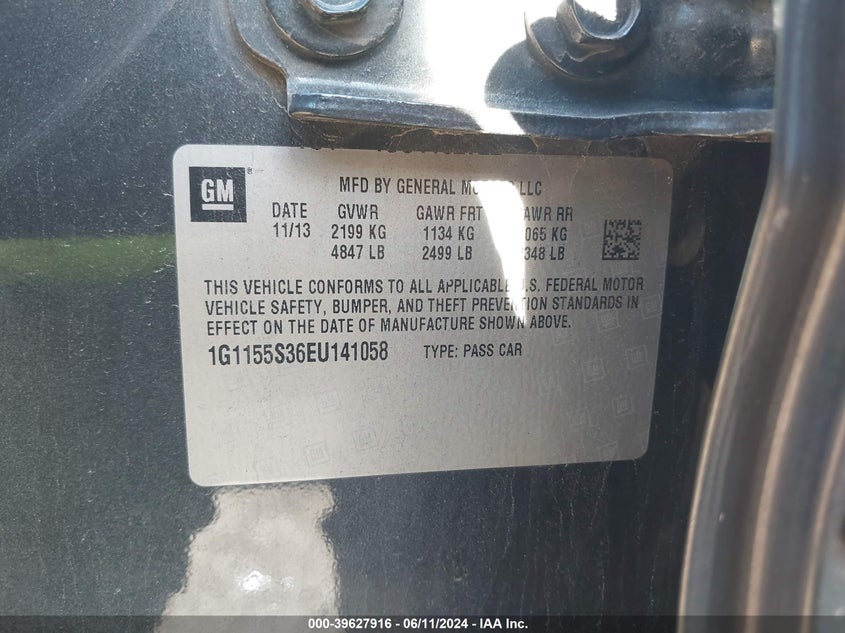 GM
MFD BY GENERAL LLC
DATE GVWR GAWR FRT AWR RR
11/13 2199 KG 1134 KG 065 KG
4847 LB 2499 LB 348 LB
THIS VEHICLE CONFORMS TO ALL APPLICABLE U.S. FEDERAL MOTOR
VEHICLE SAFETY, BUMPER, AND THEFT PREVENTION STANDARDS IN
EFFECT ON THE DATE OF MANUFACTURE SHOWN ABOVE.
1G1155S36EU141058 TYPE: PASS CAR
000-39627916 - 06/11/2024 - IAA Inc.